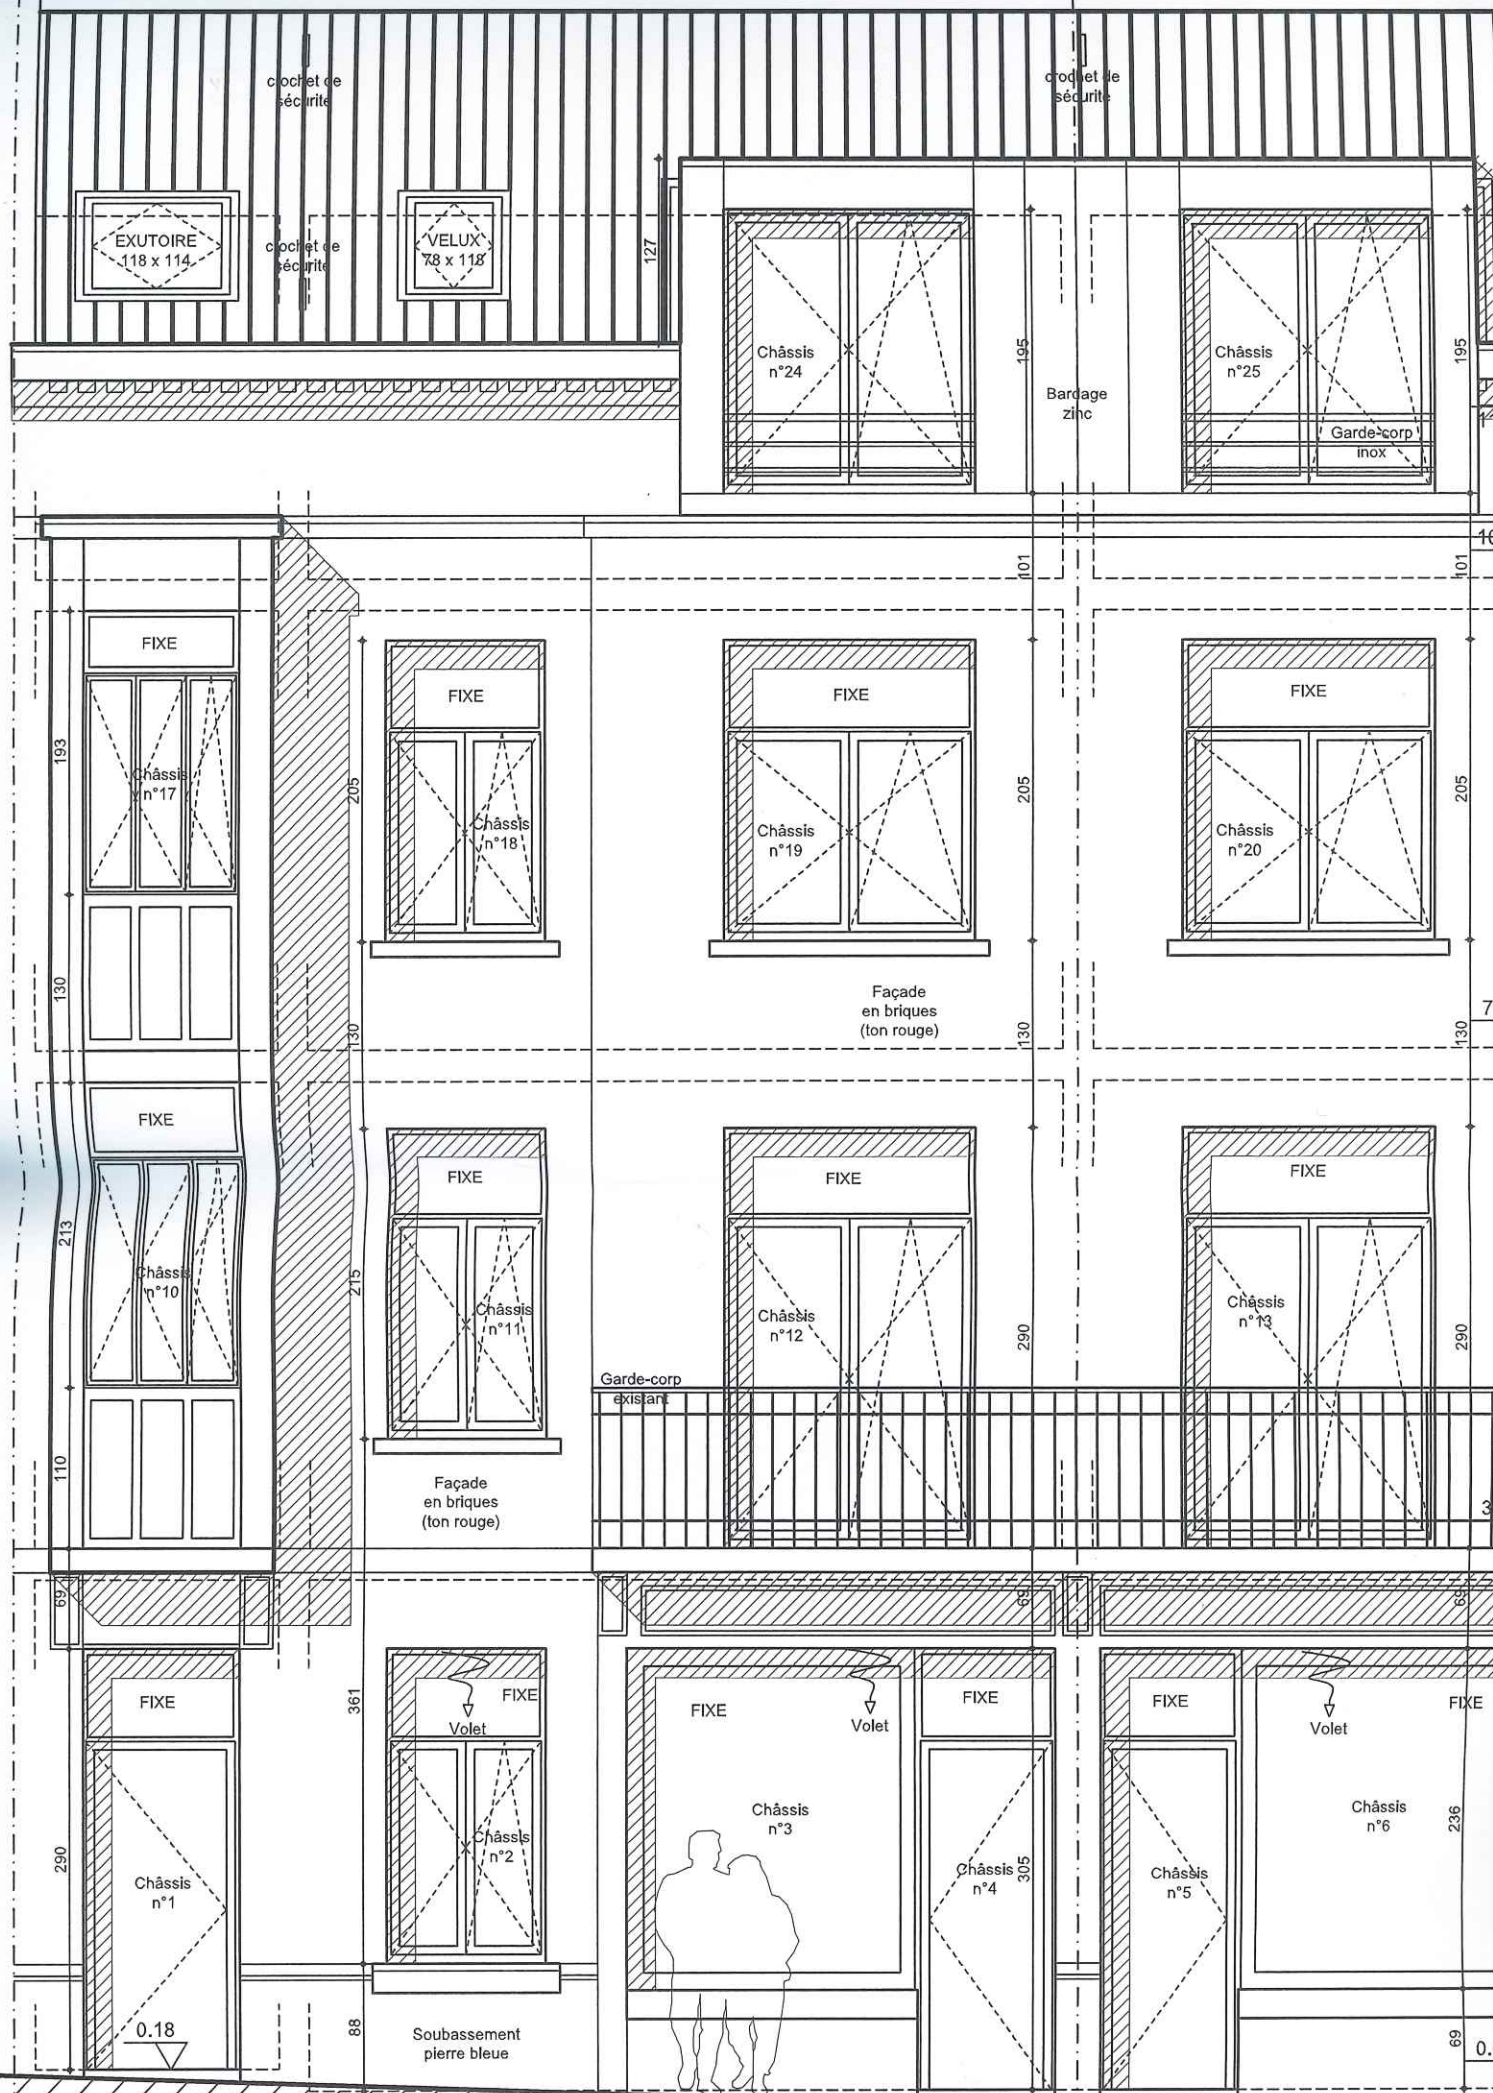 crochet de
sécurite
crochet de
sécurite
EXUTOIRE
118 x 114
crochet de
sécurite
VELUX
78 x 118
127
Châssis
n°24
195
Bardage
zinc
Châssis
n°25
195
Garde-corp
inox
101
101
FIXE
FIXE
FIXE
FIXE
193
Châssis
n°17
205
Châssis
n°18
Châssis
n°19
205
Châssis
n°20
205
130
130
Façade
en briques
(ton rouge)
130
130
FIXE
FIXE
FIXE
FIXE
213
Châssis
n°10
215
Châssis
n°11
Châssis
n°12
290
Châssis
n°13
290
Garde-corp
existant
110
Façade
en briques
(ton rouge)
69
69
69
FIXE
361
FIXE
Volet
FIXE
Volet
FIXE
FIXE
Volet
FIXE
290
Châssis
n°1
Châssis
n°2
Châssis
n°3
Châssis
n°4
305
Châssis
n°5
Châssis
n°6
236
0.18
88
Soubassement
pierre bleue
69